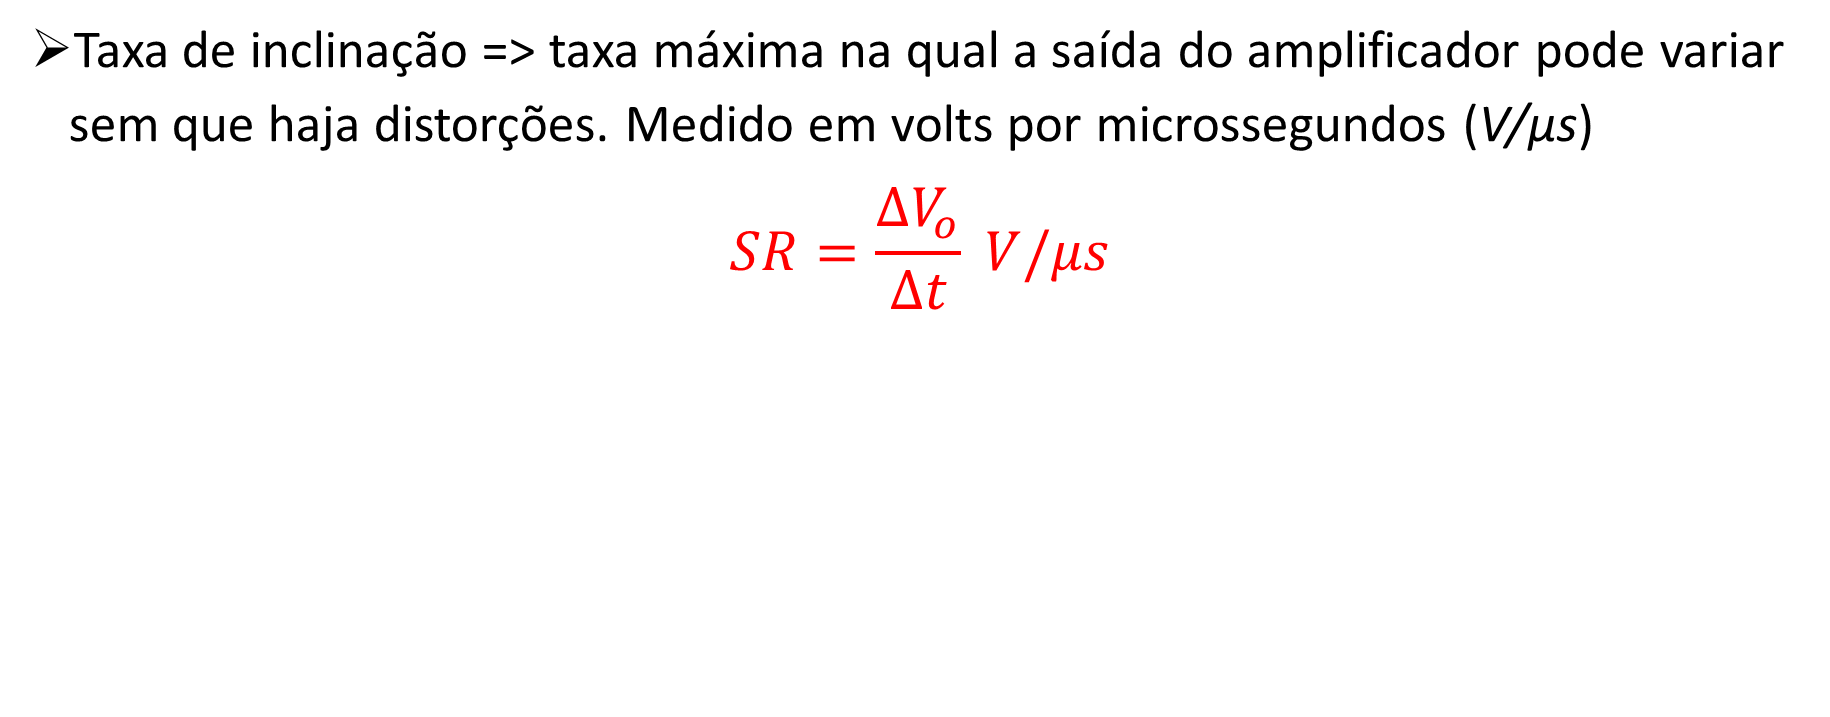 ➢Taxa de inclinação => taxa máxima na qual a saída do amplificador pode variar
sem que haja distorções. Medido em volts por microssegundos (V/µs)
SR = ΔVₒ/Δt V/µs